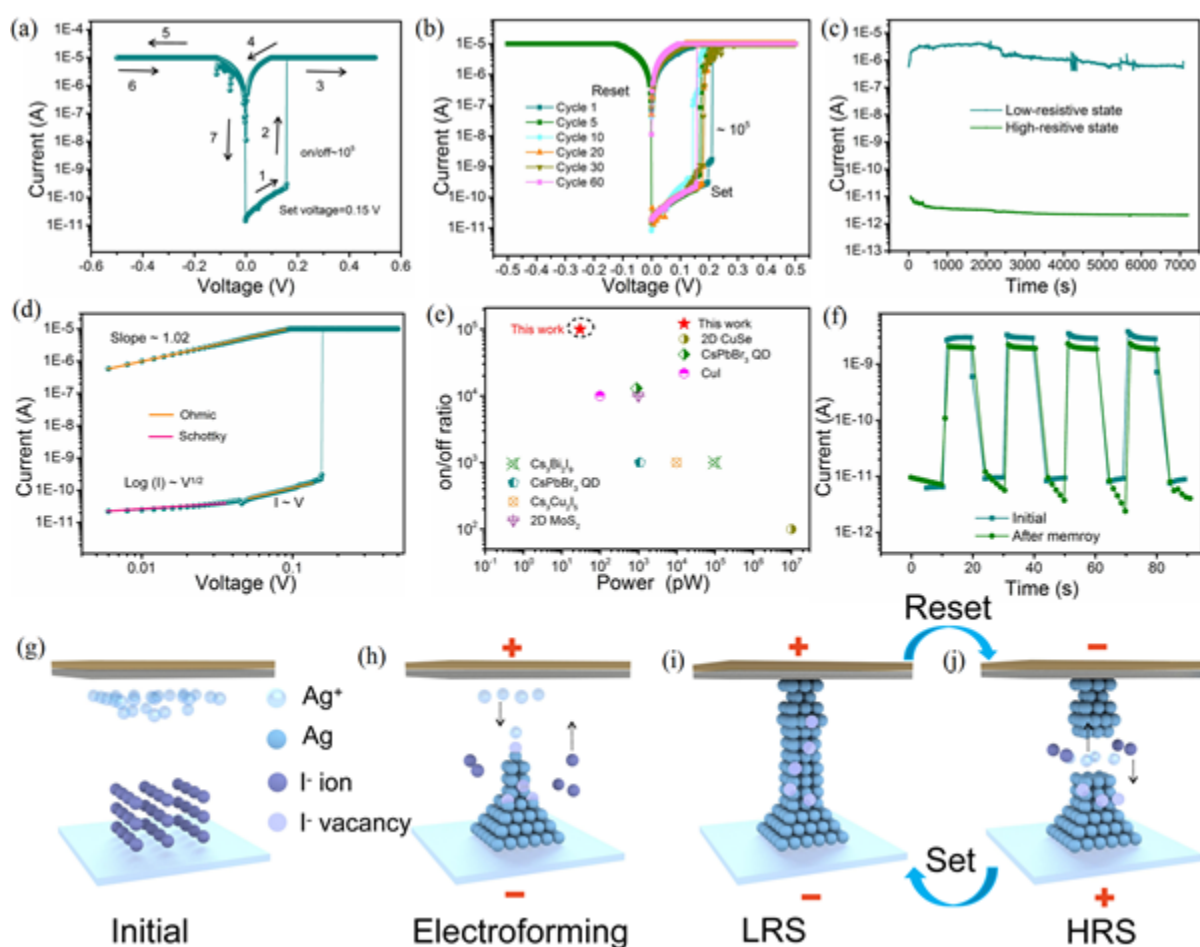 (a)
Current (A)
1E-4
1E-5
1E-6
1E-7
1E-8
1E-9
1E-10
1E-11
5
4
6
3
7
2
1
on/off~10⁵
Set voltage=0.15 V
-0.6 -0.4 -0.2 0.0 0.2 0.4 0.6
Voltage (V)
(b)
Current (A)
1E-4
1E-5
1E-6
1E-7
1E-8
1E-9
1E-10
1E-11
Reset
Cycle 1
Cycle 5
Cycle 10
Cycle 20
Cycle 30
Cycle 60
~ 10⁵
Set
-0.5 -0.4 -0.3 -0.2 -0.1 0.0 0.1 0.2 0.3 0.4 0.5
Voltage (V)
(c)
Current (A)
1E-5
1E-6
1E-7
1E-8
1E-9
1E-10
1E-11
1E-12
1E-13
Low-resistive state
High-resitive state
0 1000 2000 3000 4000 5000 6000 7000
Time (s)
(d)
Current (A)
1E-4
1E-5
1E-6
1E-7
1E-8
1E-9
1E-10
1E-11
Slope ~ 1.02
Ohmic
Schottky
Log (I) ~ V¹/²
I ~ V
0.01 0.1
Voltage (V)
(e)
on/off ratio
10⁵
10⁴
10³
10²
This work
This work
2D CuSe
CsPbBr₃ QD
CuI
Cs₃Bi₂I₉
CsPbBr₃ QD
Cs₃Cu₂I₅
2D MoS₂
10⁻¹ 10⁰ 10¹ 10² 10³ 10⁴ 10⁵ 10⁶ 10⁷
Power (pW)
(f)
Current (A)
1E-9
1E-10
1E-11
1E-12
Initial
After memroy
0 20 40 60 80
Time (s)
Reset
(g)
Ag⁺
Ag
I⁻ ion
I⁻ vacancy
Initial
(h)
+
−
Electroforming
(i)
+
−
LRS
Set
(j)
−
+
HRS